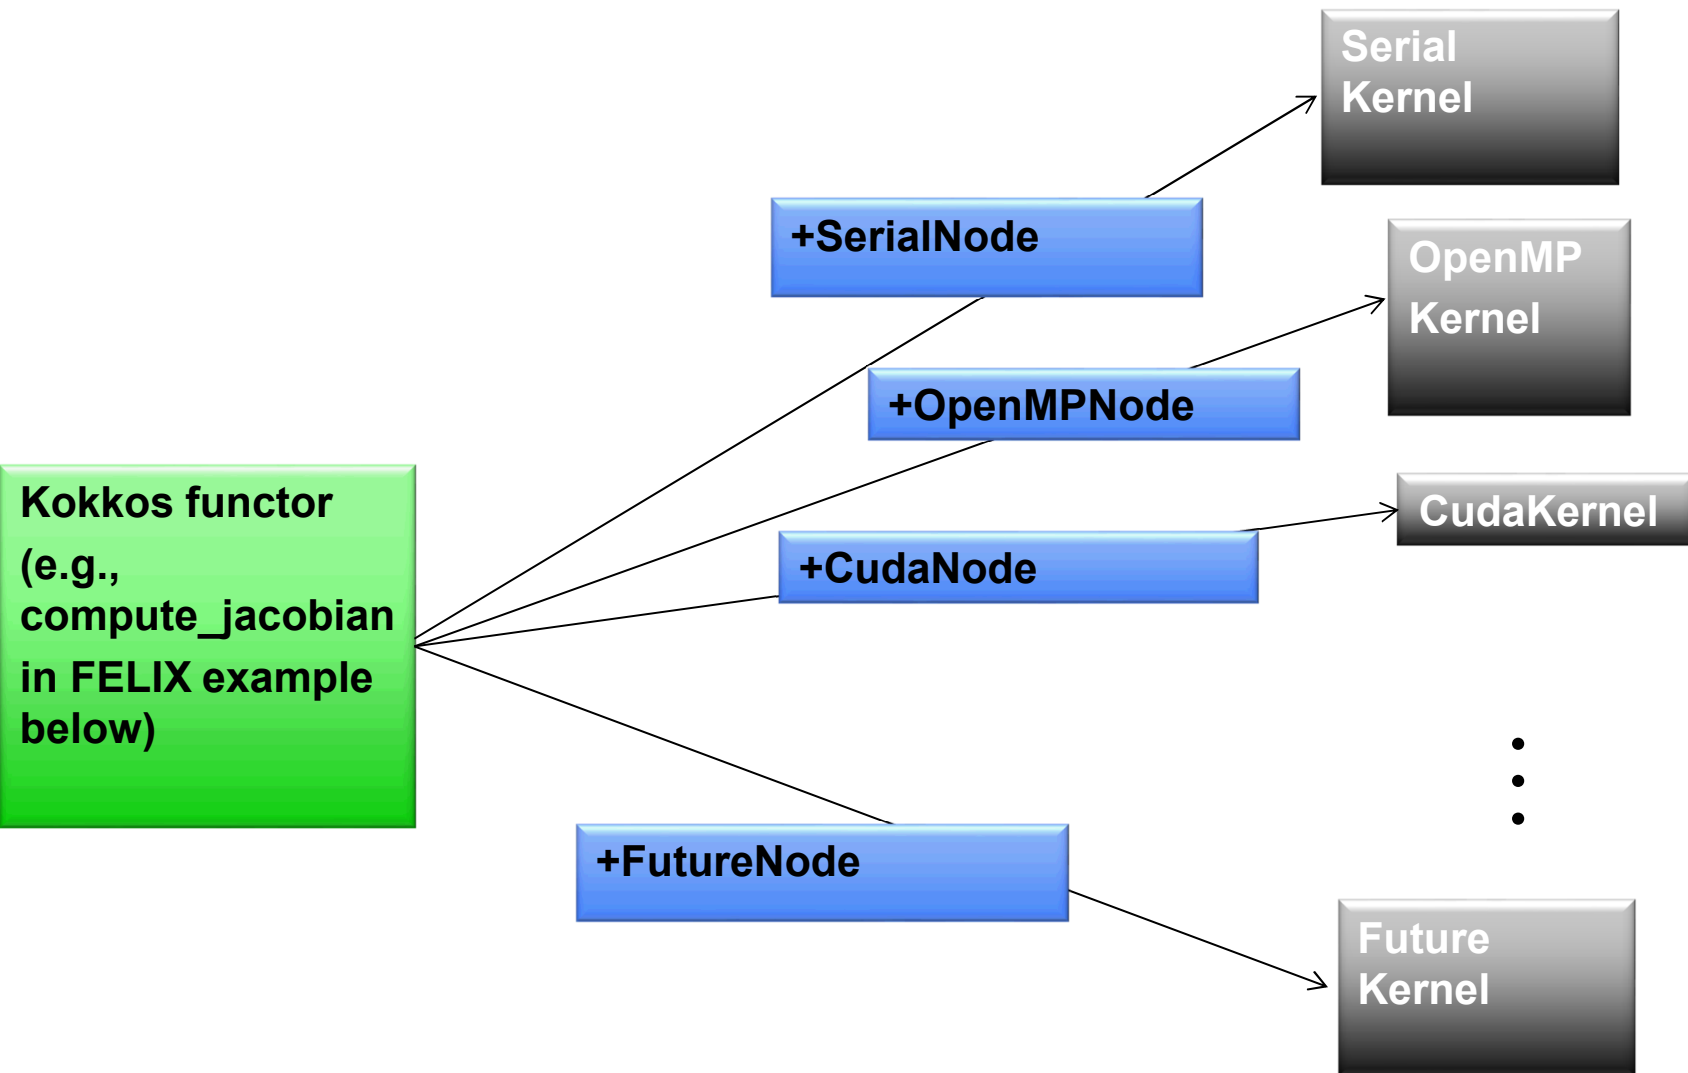 Serial
Kernel
+SerialNode
OpenMP
Kernel
+OpenMPNode
Kokkos functor
(e.g.,
compute_jacobian
in FELIX example
below)
CudaKernel
+CudaNode
+FutureNode
Future
Kernel